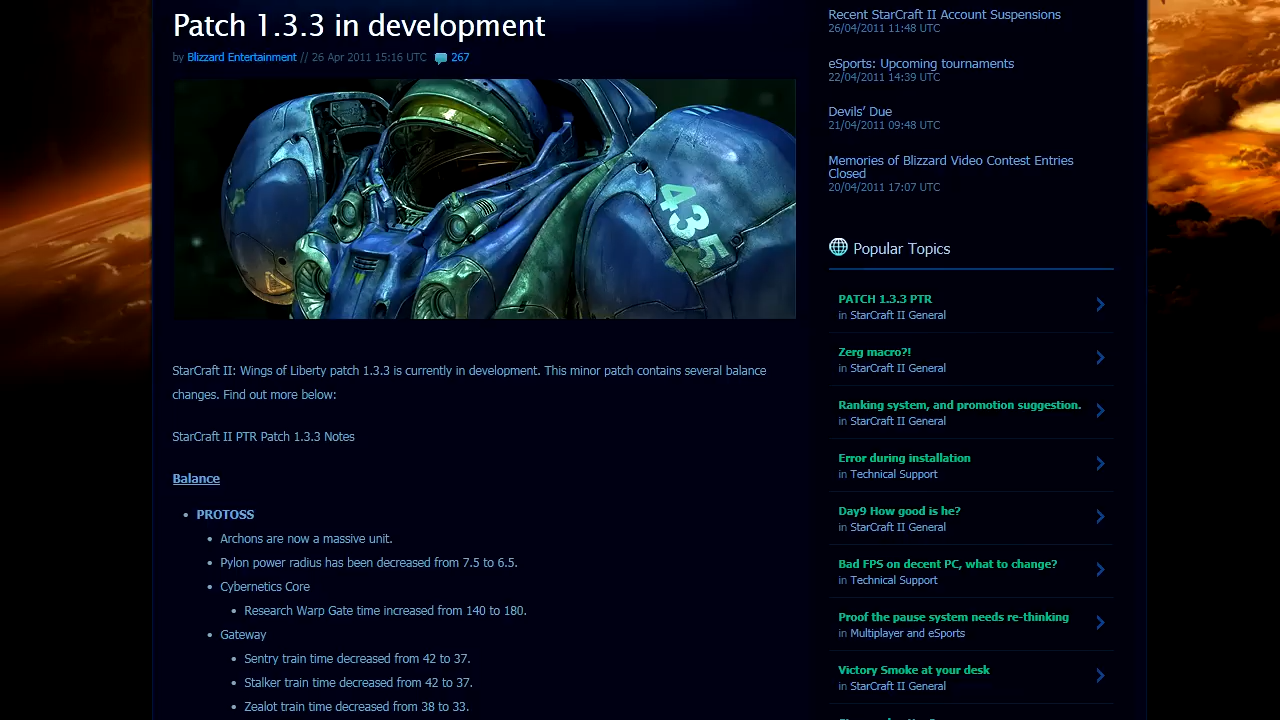 Patch 1.3.3 in development
by Blizzard Entertainment // 26 Apr 2011 15:16 UTC 267
435
StarCraft II: Wings of Liberty patch 1.3.3 is currently in development. This minor patch contains several balance
changes. Find out more below:
StarCraft II PTR Patch 1.3.3 Notes
Balance
• PROTOSS
• Archons are now a massive unit.
• Pylon power radius has been decreased from 7.5 to 6.5.
• Cybernetics Core
• Research Warp Gate time increased from 140 to 180.
• Gateway
• Sentry train time decreased from 42 to 37.
• Stalker train time decreased from 42 to 37.
• Zealot train time decreased from 38 to 33.
Recent StarCraft II Account Suspensions
26/04/2011 11:48 UTC
eSports: Upcoming tournaments
22/04/2011 14:39 UTC
Devils’ Due
21/04/2011 09:48 UTC
Memories of Blizzard Video Contest Entries
Closed
20/04/2011 17:07 UTC
Popular Topics
PATCH 1.3.3 PTR
in StarCraft II General
Zerg macro?!
in StarCraft II General
Ranking system, and promotion suggestion.
in StarCraft II General
Error during installation
in Technical Support
Day9 How good is he?
in StarCraft II General
Bad FPS on decent PC, what to change?
in Technical Support
Proof the pause system needs re-thinking
in Multiplayer and eSports
Victory Smoke at your desk
in StarCraft II General